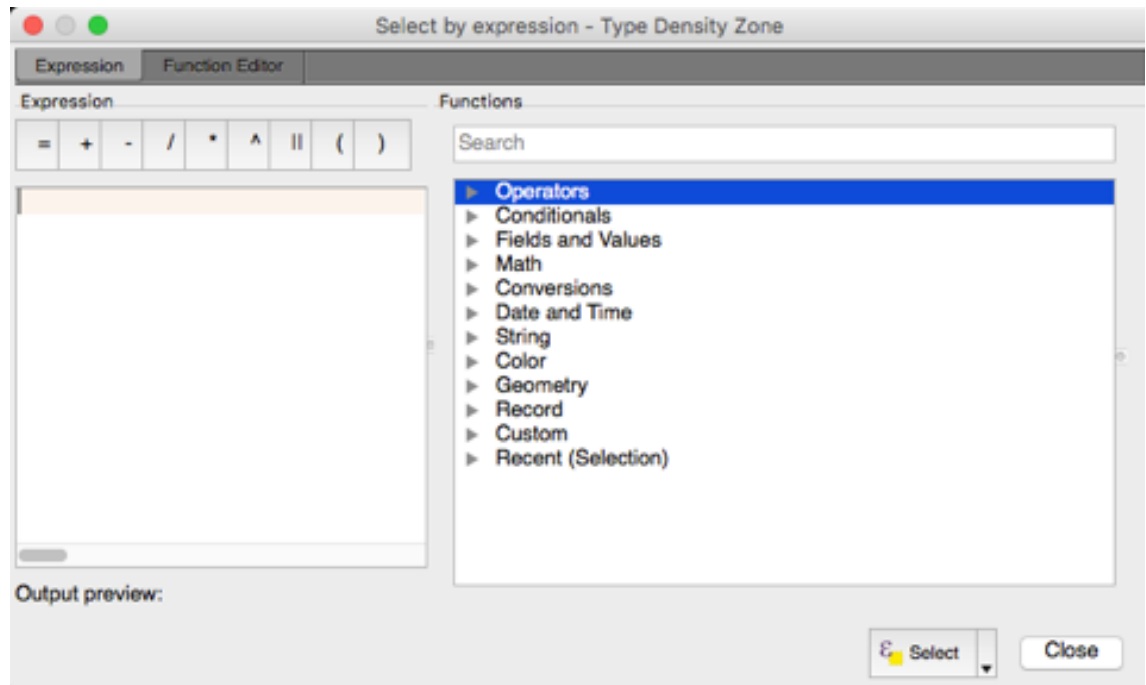 Select by expression - Type Density Zone
Expression Function Editor
Expression Functions
= + - / * ^ || ( )
Search
Operators
Conditionals
Fields and Values
Math
Conversions
Date and Time
String
Color
Geometry
Record
Custom
Recent (Selection)
Output preview:
ε Select Close